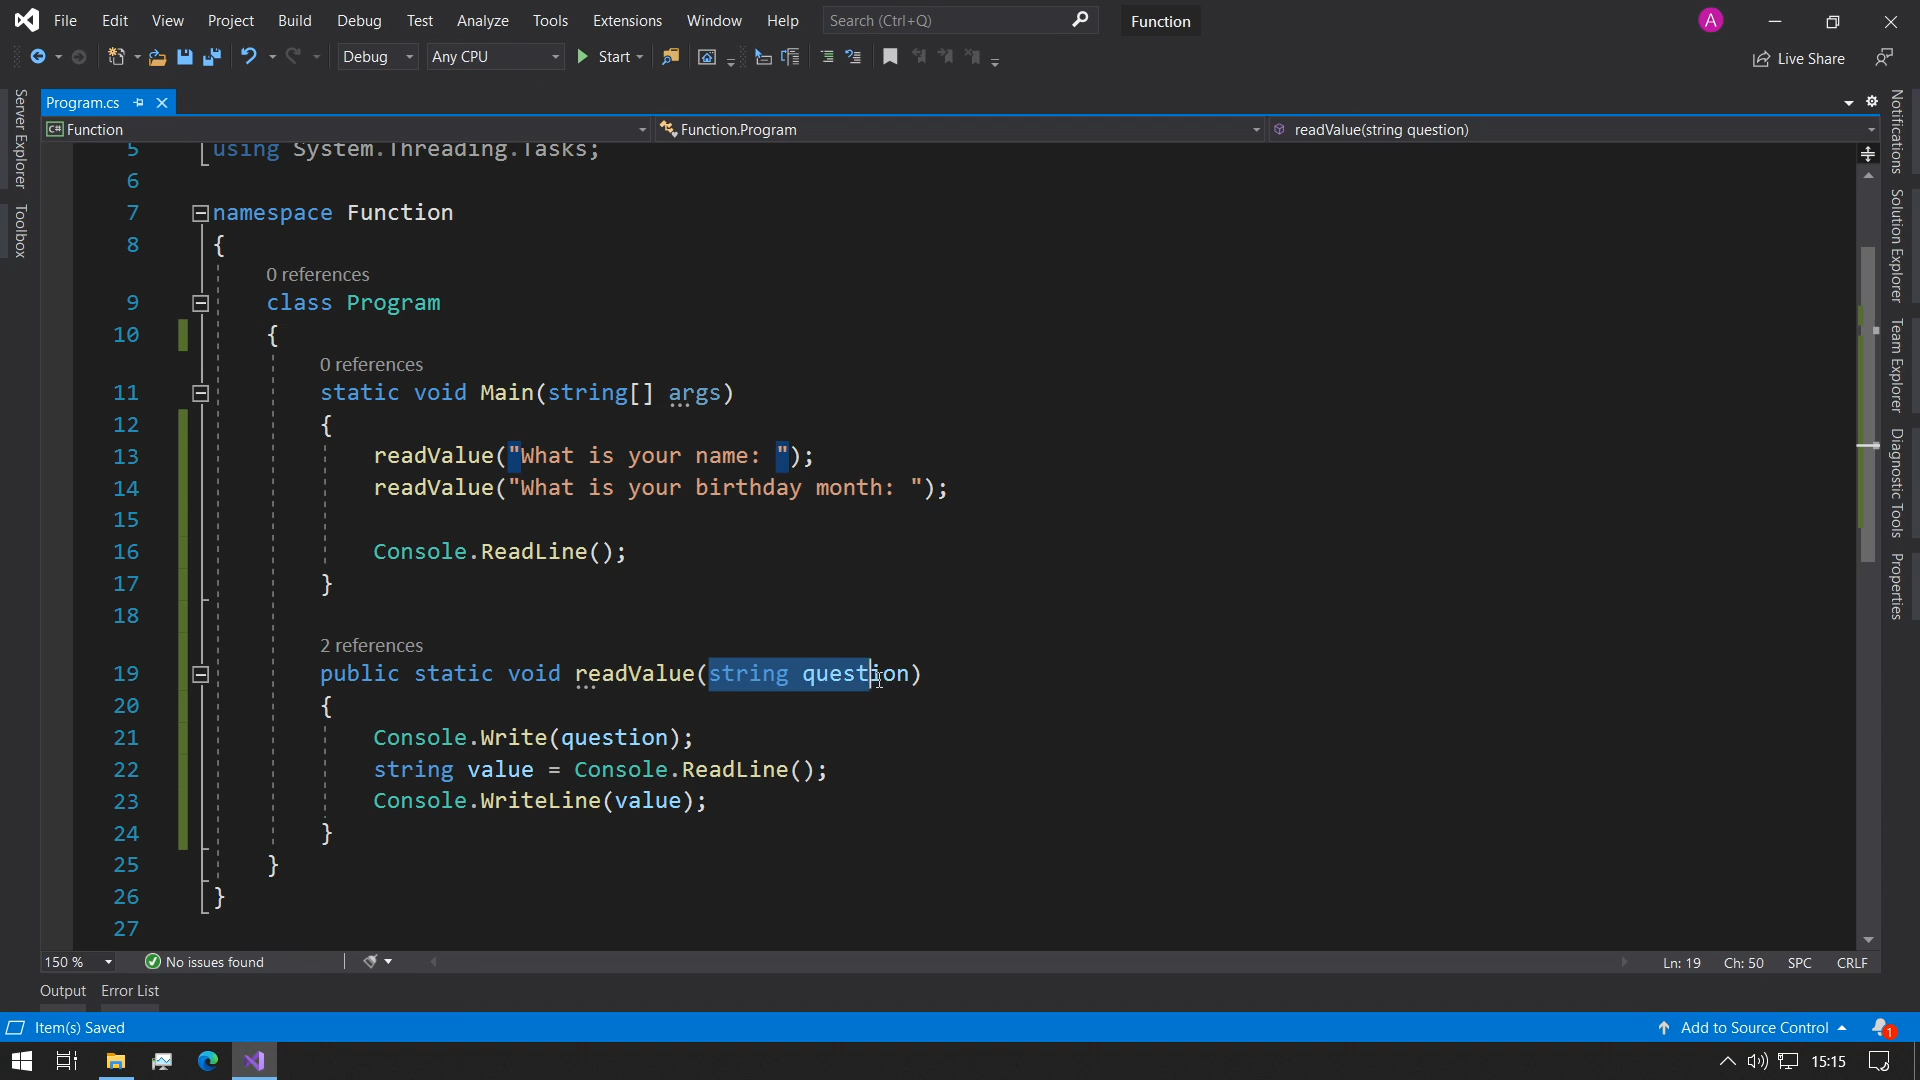 File Edit View Project Build Debug Test Analyze Tools Extensions Window Help Search (Ctrl+Q) Function A
Debug Any CPU Start Live Share
Program.cs
C# Function Function.Program readValue(string question)
Server Explorer
Toolbox
Notifications
Solution Explorer
Team Explorer
Diagnostic Tools
Properties
5 using System.Threading.Tasks;
6
7 namespace Function
8 {
0 references
9 class Program
10 {
0 references
11 static void Main(string[] args)
12 {
13 readValue("What is your name: ");
14 readValue("What is your birthday month: ");
15
16 Console.ReadLine();
17 }
18
2 references
19 public static void readValue(string question)
20 {
21 Console.Write(question);
22 string value = Console.ReadLine();
23 Console.WriteLine(value);
24 }
25 }
26 }
27
150 % No issues found Ln: 19 Ch: 50 SPC CRLF
Output Error List
Item(s) Saved Add to Source Control 1
15:15